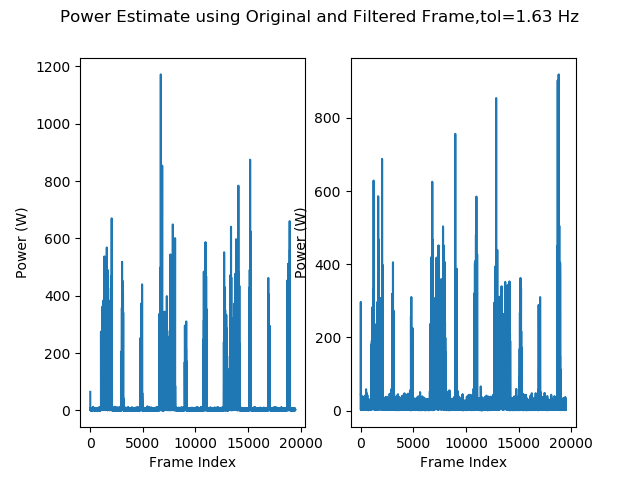 Power Estimate using Original and Filtered Frame,tol=1.63 Hz
1200
1000
800
600
400
200
0
Power (W)
0 5000 10000 15000 20000
Frame Index
800
600
400
200
0
Power (W)
0 5000 10000 15000 20000
Frame Index